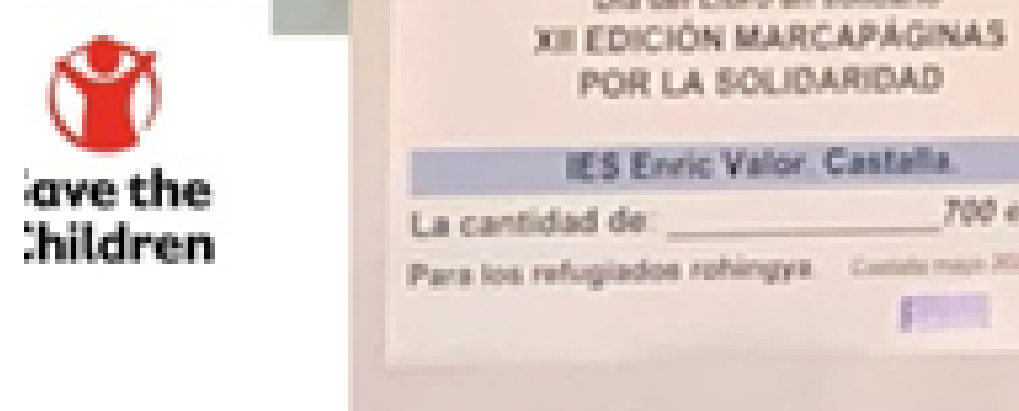 ave the
hildren
XII EDICIÓN MARCAPÁGINAS
POR LA SOLIDARIDAD
IES Enric Valor. Castalla.
La cantidad de: ____________700 e
Para los refugiados rohingya